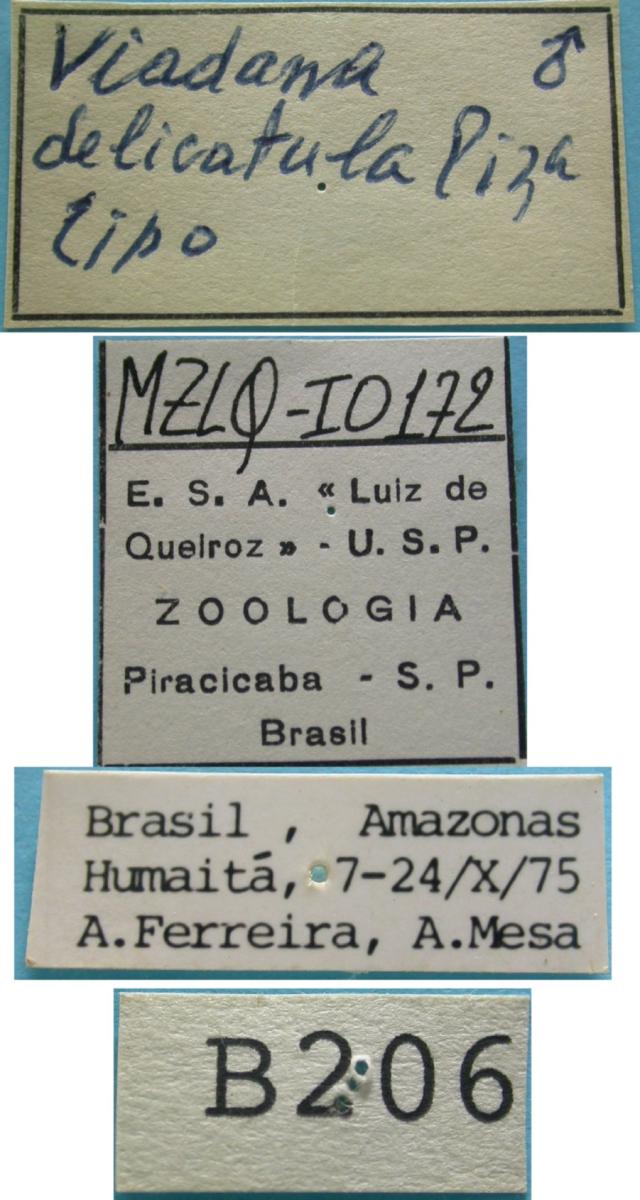 Viadana ♂
delicatula Piza
tipo
MZLQ-I0172
E. S. A. « Luiz de
Queiroz » - U. S. P.
ZOOLOGIA
Piracicaba - S. P.
Brasil
Brasil , Amazonas
Humaitá, 7-24/X/75
A.Ferreira, A.Mesa
B206